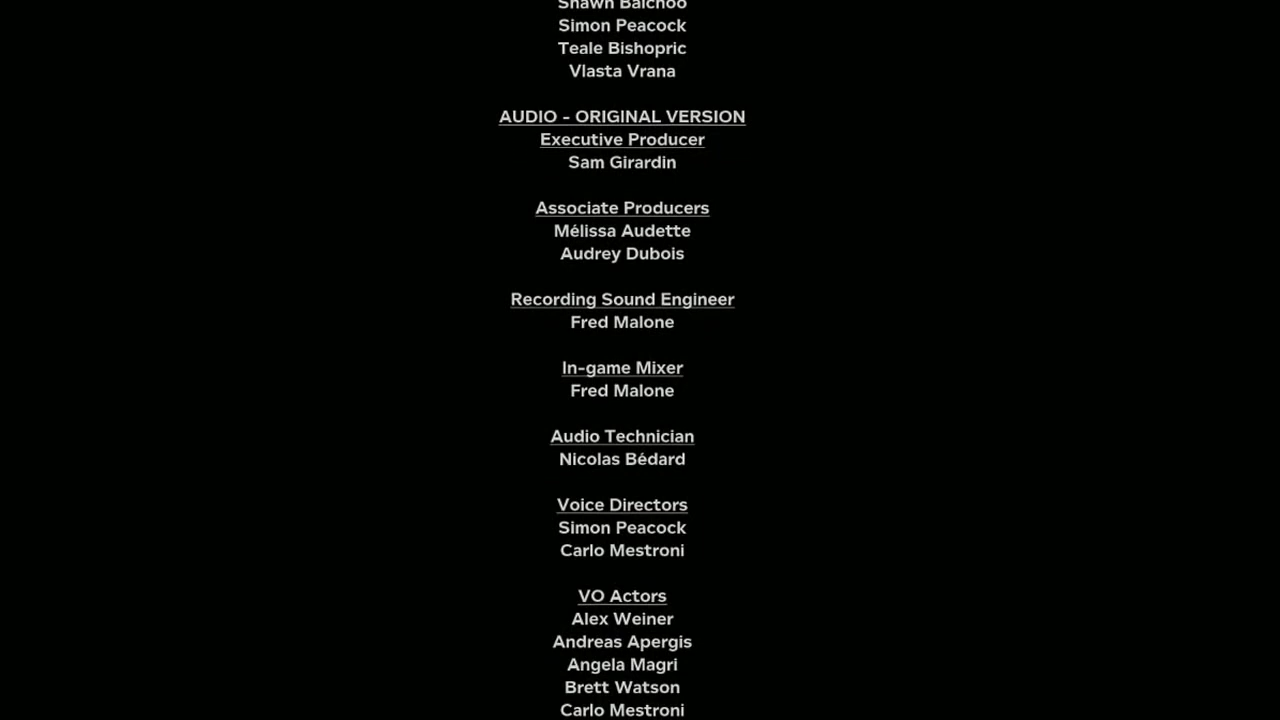 Shawn Baichoo
Simon Peacock
Teale Bishopric
Vlasta Vrana
AUDIO - ORIGINAL VERSION
Executive Producer
Sam Girardin
Associate Producers
Mélissa Audette
Audrey Dubois
Recording Sound Engineer
Fred Malone
In-game Mixer
Fred Malone
Audio Technician
Nicolas Bédard
Voice Directors
Simon Peacock
Carlo Mestroni
VO Actors
Alex Weiner
Andreas Apergis
Angela Magri
Brett Watson
Carlo Mestroni